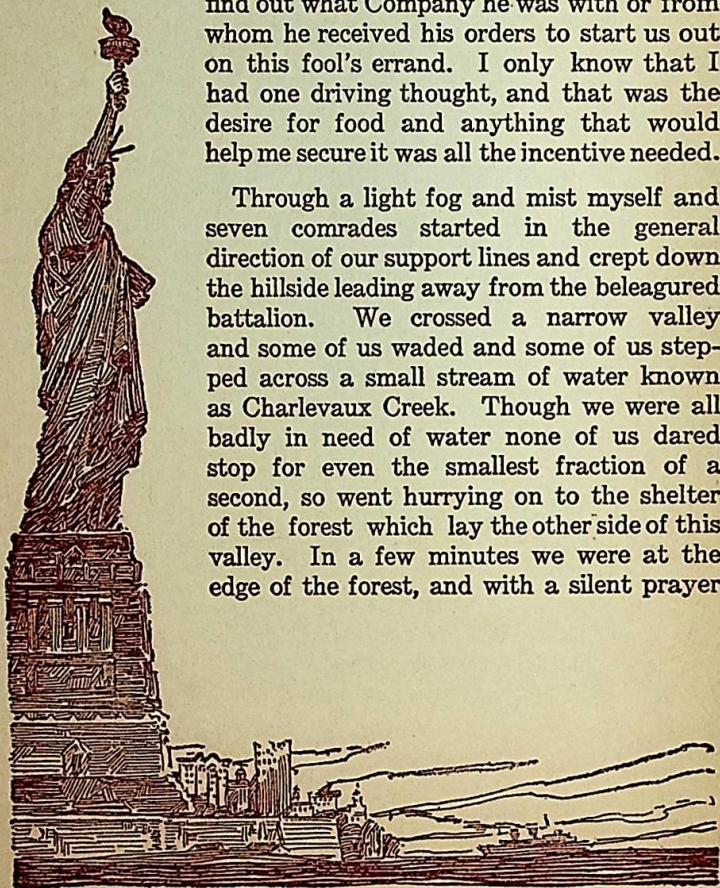 find out what Company he was with or from
whom he received his orders to start us out
on this fool's errand. I only know that I
had one driving thought, and that was the
desire for food and anything that would
help me secure it was all the incentive needed.
Through a light fog and mist myself and
seven comrades started in the general
direction of our support lines and crept down
the hillside leading away from the beleagured
battalion. We crossed a narrow valley
and some of us waded and some of us step-
ped across a small stream of water known
as Charlevaux Creek. Though we were all
badly in need of water none of us dared
stop for even the smallest fraction of a
second, so went hurrying on to the shelter
of the forest which lay the other side of this
valley. In a few minutes we were at the
edge of the forest, and with a silent prayer